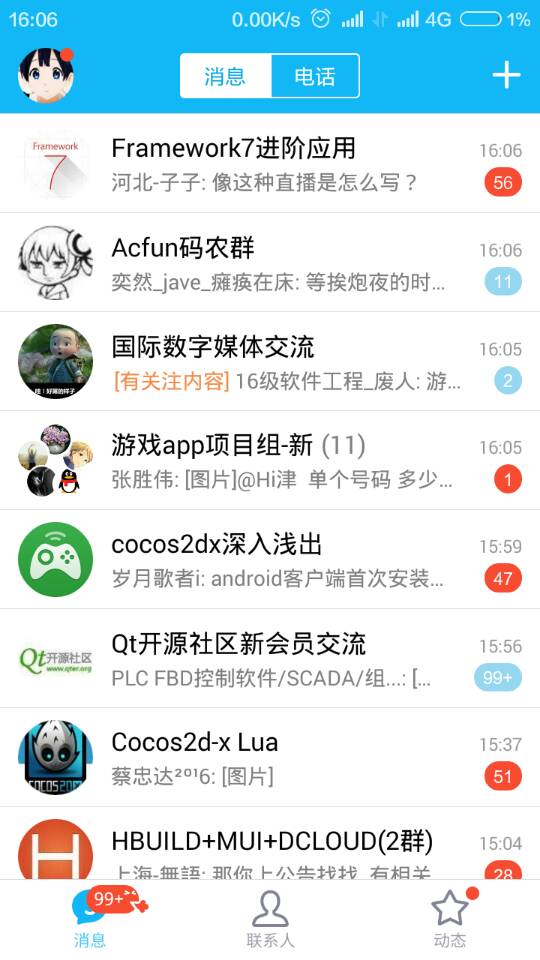 16:06 0.00K/s 4G 1%
消息 电话
Framework7进阶应用 16:06
Framework
7
河北-子子: 像这种直播是怎么写？ 56
Acfun码农群 16:06
奕然_jave_瘫痪在床: 等挨炮夜的时... 11
国际数字媒体交流 16:05
[有关注内容] 16级软件工程_废人: 游... 2
哇！好屌的样子
游戏app项目组-新 (11) 16:05
张胜伟: [图片]@Hi津 单个号码 多少... 1
cocos2dx深入浅出 15:59
岁月歌者i: android客户端首次安装... 47
Qt开源社区新会员交流 15:56
Qt开源社区
www.qter.org
PLC FBD控制软件/SCADA/组...: [... 99+
Cocos2d-x Lua 15:37
蔡忠达²⁰¹6: [图片] 51
HBUILD+MUI+DCLOUD(2群) 15:04
上海-無語: 那你上公告找找 有相关 28
99+
消息 联系人 动态